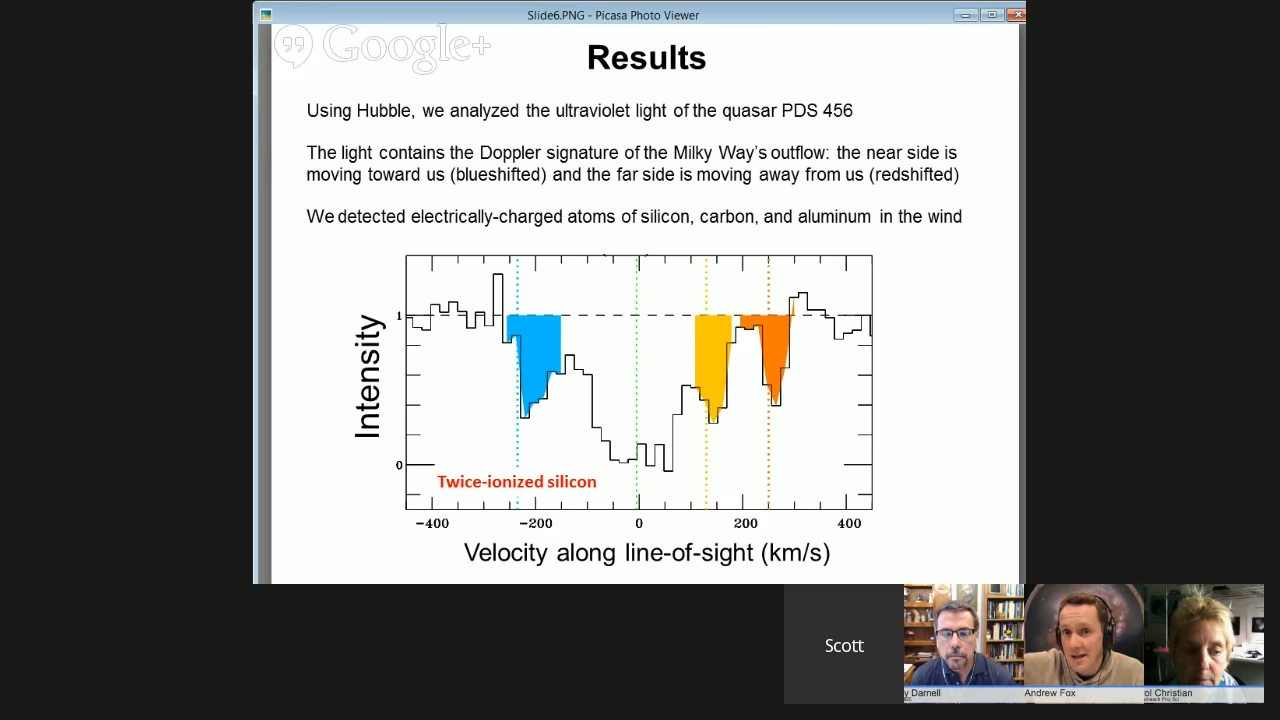 Slide6.PNG - Picasa Photo Viewer
Google+
Results
Using Hubble, we analyzed the ultraviolet light of the quasar PDS 456
The light contains the Doppler signature of the Milky Way's outflow: the near side is
moving toward us (blueshifted) and the far side is moving away from us (redshifted)
We detected electrically-charged atoms of silicon, carbon, and aluminum in the wind
Intensity
1
0
Twice-ionized silicon
−400 −200 0 200 400
Velocity along line-of-sight (km/s)
Scott
y Darnell
Andrew Fox
ol Christian